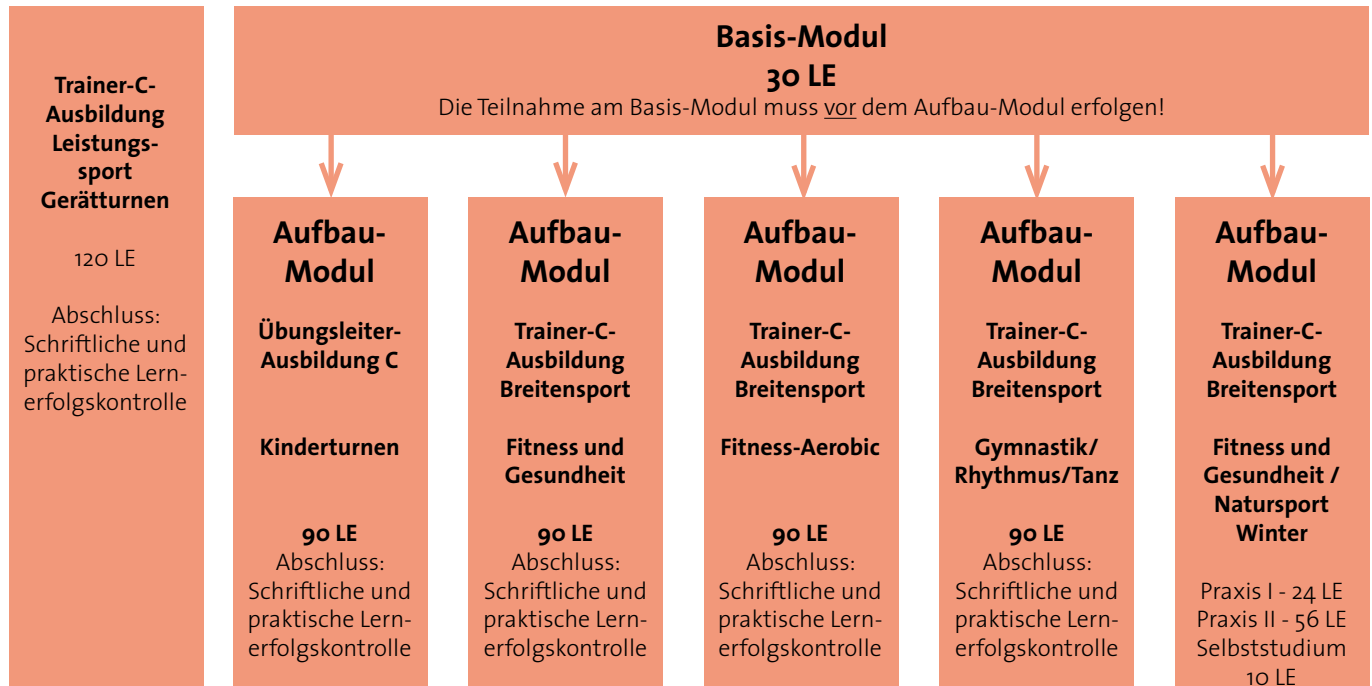 Trainer-C-
Ausbildung
Leistungs-
sport
Gerätturnen
120 LE
Abschluss:
Schriftliche und
praktische Lern-
erfolgskontrolle
Basis-Modul
30 LE
Die Teilnahme am Basis-Modul muss vor dem Aufbau-Modul erfolgen!
Aufbau-
Modul
Übungsleiter-
Ausbildung C
Kinderturnen
90 LE
Abschluss:
Schriftliche und
praktische Lern-
erfolgskontrolle
Aufbau-
Modul
Trainer-C-
Ausbildung
Breitensport
Fitness und
Gesundheit
90 LE
Abschluss:
Schriftliche und
praktische Lern-
erfolgskontrolle
Aufbau-
Modul
Trainer-C-
Ausbildung
Breitensport
Fitness-Aerobic
90 LE
Abschluss:
Schriftliche und
praktische Lern-
erfolgskontrolle
Aufbau-
Modul
Trainer-C-
Ausbildung
Breitensport
Gymnastik/
Rhythmus/Tanz
90 LE
Abschluss:
Schriftliche und
praktische Lern-
erfolgskontrolle
Aufbau-
Modul
Trainer-C-
Ausbildung
Breitensport
Fitness und
Gesundheit /
Natursport
Winter
Praxis I - 24 LE
Praxis II - 56 LE
Selbststudium
10 LE